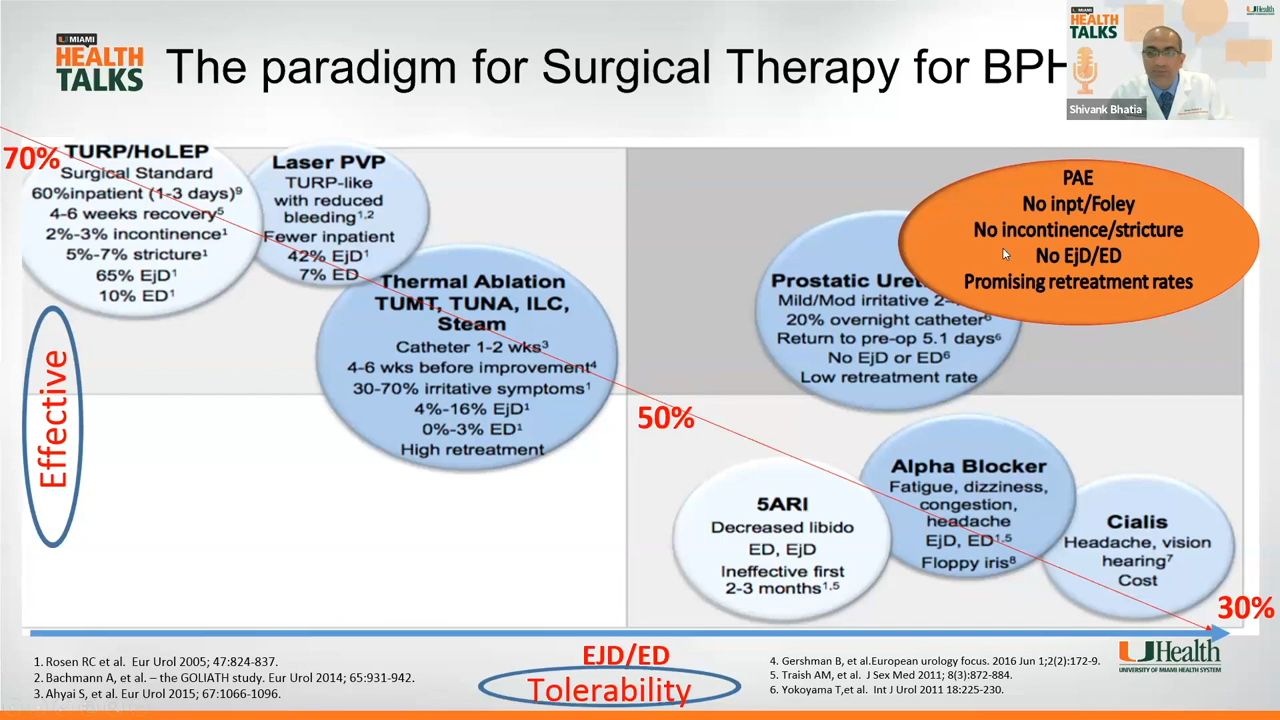 U MIAMI
HEALTH
TALKS
The paradigm for Surgical Therapy for BPH
U MIAMI
HEALTH
TALKS
UHealth
Shivank Bhatia
70%
TURP/HoLEP
Surgical Standard
60%inpatient (1-3 days)⁹
4-6 weeks recovery⁵
2%-3% incontinence¹
5%-7% stricture¹
65% EjD¹
10% ED¹
Laser PVP
TURP-like
with reduced
bleeding¹,²
Fewer inpatient
42% EjD¹
7% ED
Thermal Ablation
TUMT, TUNA, ILC,
Steam
Catheter 1-2 wks³
4-6 wks before improvement⁴
30-70% irritative symptoms¹
4%-16% EjD¹
0%-3% ED¹
High retreatment
Prostatic
Mild/Mod irritative
20% overnight catheter⁶
Return to pre-op 5.1 days⁶
No EjD or ED⁶
Low retreatment rate
PAE
No inpt/Foley
No incontinence/stricture
No EjD/ED
Promising retreatment rates
Effective
50%
5ARI
Decreased libido
ED, EjD
Ineffective first
2-3 months¹,⁵
Alpha Blocker
Fatigue, dizziness,
congestion,
headache
EjD, ED¹,⁵
Floppy iris⁸
Cialis
Headache, vision
hearing⁷
Cost
30%
EJD/ED
Tolerability
1. Rosen RC et al. Eur Urol 2005; 47:824-837.
2. Bachmann A, et al. – the GOLIATH study. Eur Urol 2014; 65:931-942.
3. Ahyai S, et al. Eur Urol 2015; 67:1066-1096.
4. Gershman B, et al.European urology focus. 2016 Jun 1;2(2):172-9.
5. Traish AM, et al. J Sex Med 2011; 8(3):872-884.
6. Yokoyama T,et al. Int J Urol 2011 18:225-230.
UHealth
UNIVERSITY OF MIAMI HEALTH SYSTEM